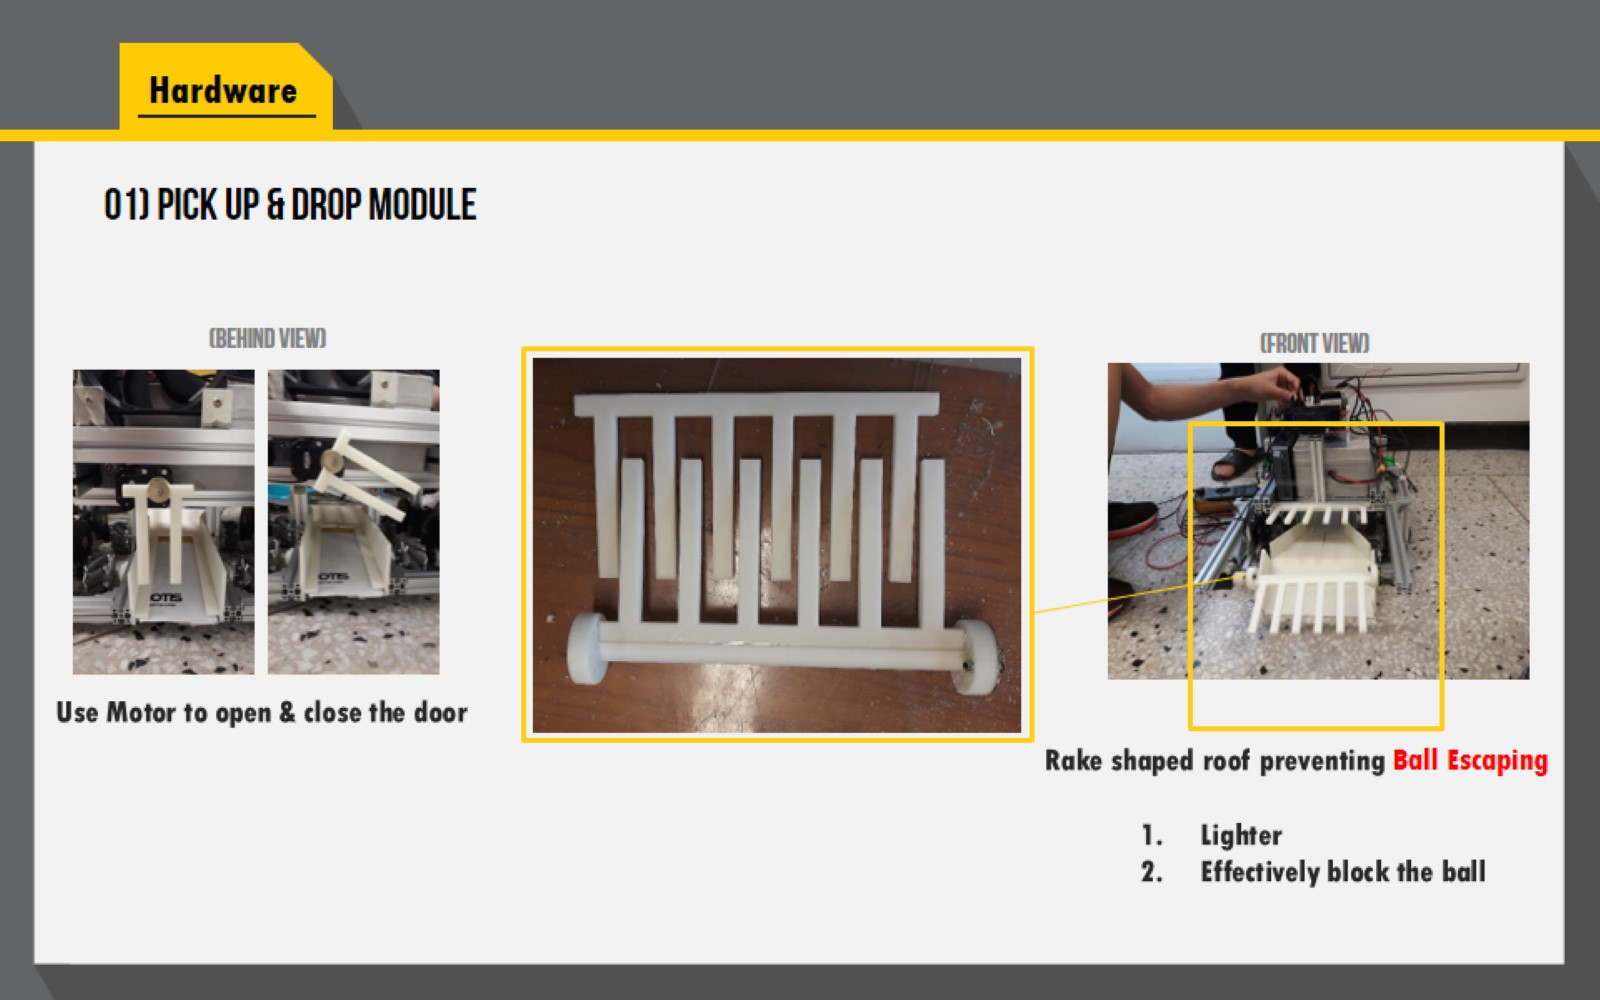 Hardware
01) PICK UP & DROP MODULE
(BEHIND VIEW)
Use Motor to open & close the door
(FRONT VIEW)
Rake shaped roof preventing Ball Escaping
1. Lighter
2. Effectively block the ball